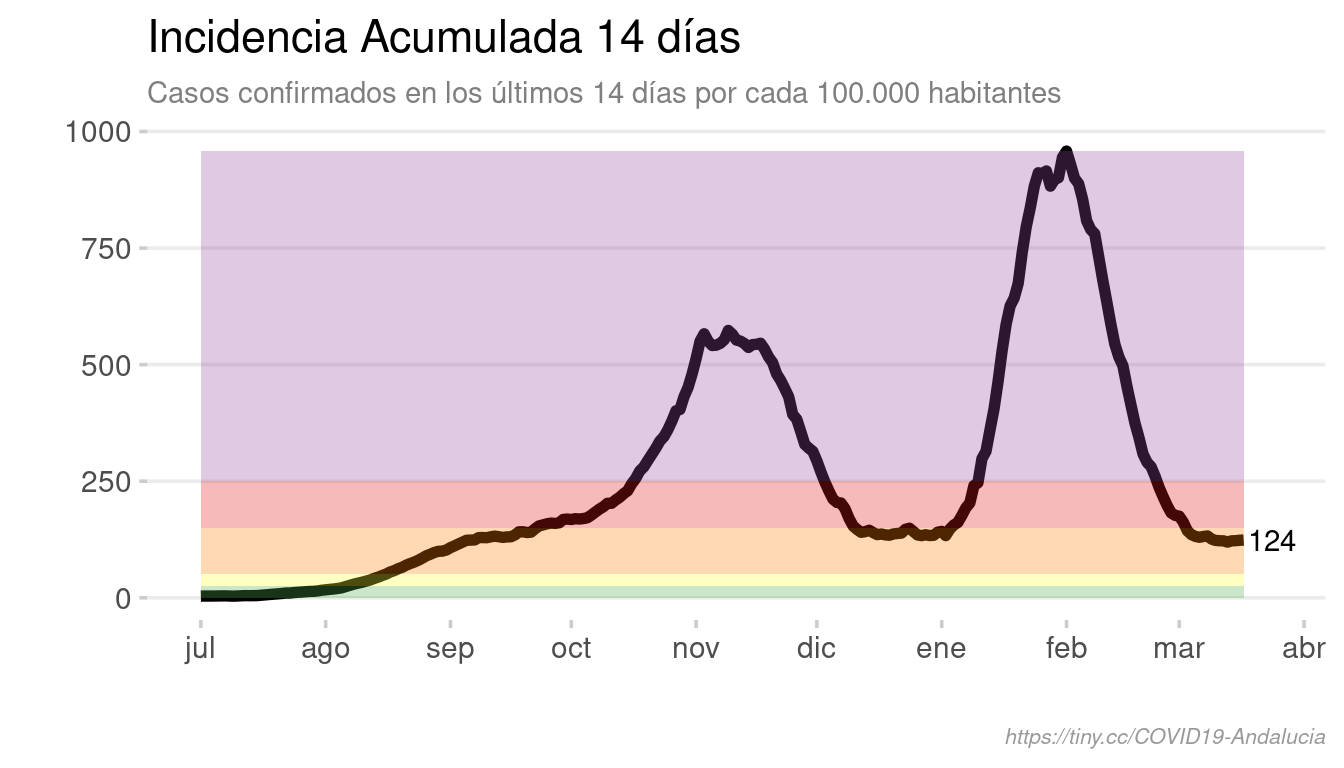 Incidencia Acumulada 14 días
Casos confirmados en los últimos 14 días por cada 100.000 habitantes
1000
750
500
250
0
124
jul ago sep oct nov dic ene feb mar abr
https://tiny.cc/COVID19-Andalucia